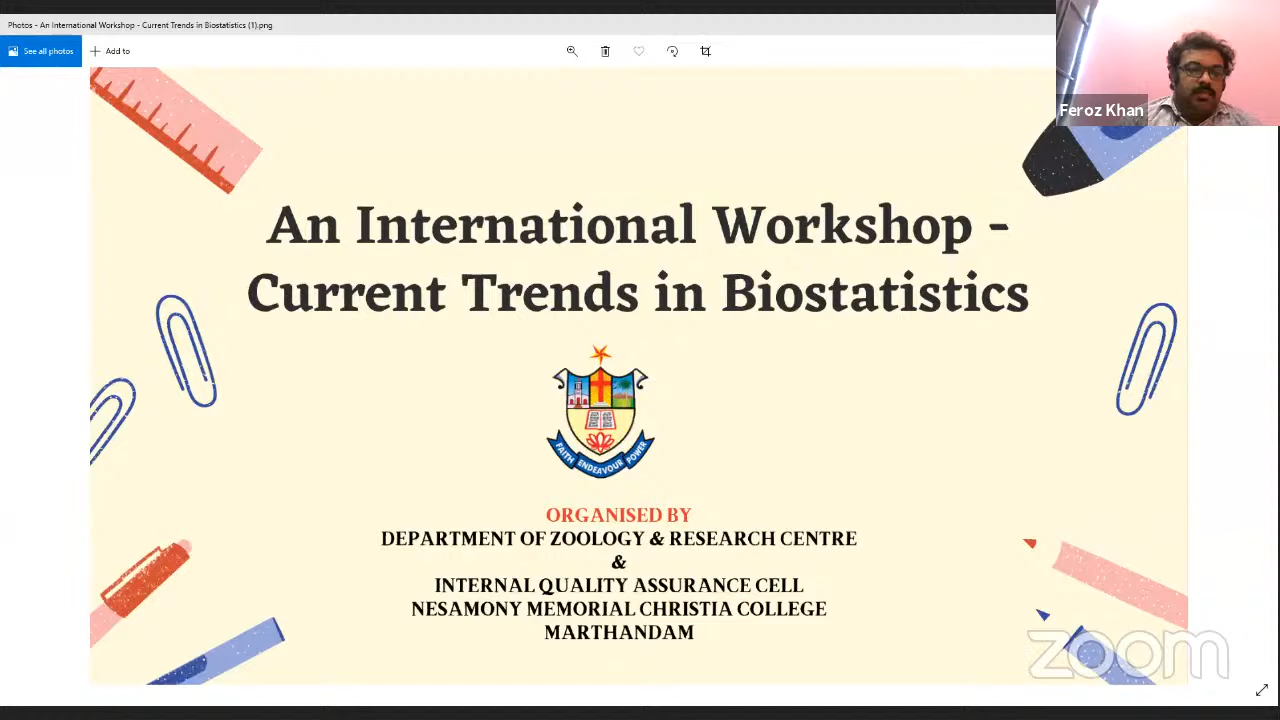 Photos - An International Workshop - Current Trends in Biostatistics (1).png
See all photos
Add to
Feroz Khan
An International Workshop -
Current Trends in Biostatistics
FAITH ENDEAVOUR POWER
ORGANISED BY
DEPARTMENT OF ZOOLOGY & RESEARCH CENTRE
&
INTERNAL QUALITY ASSURANCE CELL
NESAMONY MEMORIAL CHRISTIA COLLEGE
MARTHANDAM
zoom